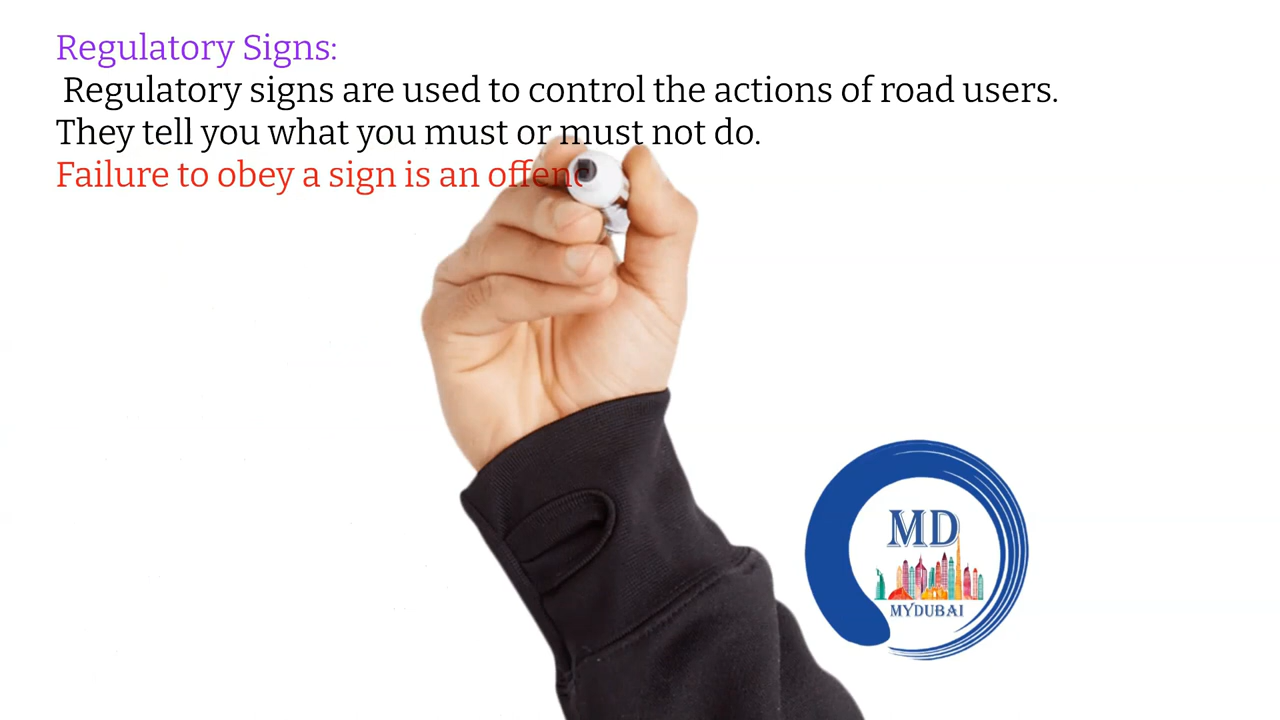 Regulatory Signs:
Regulatory signs are used to control the actions of road users.
They tell you what you must or must not do.
Failure to obey a sign is an
MD
MYDUBAI